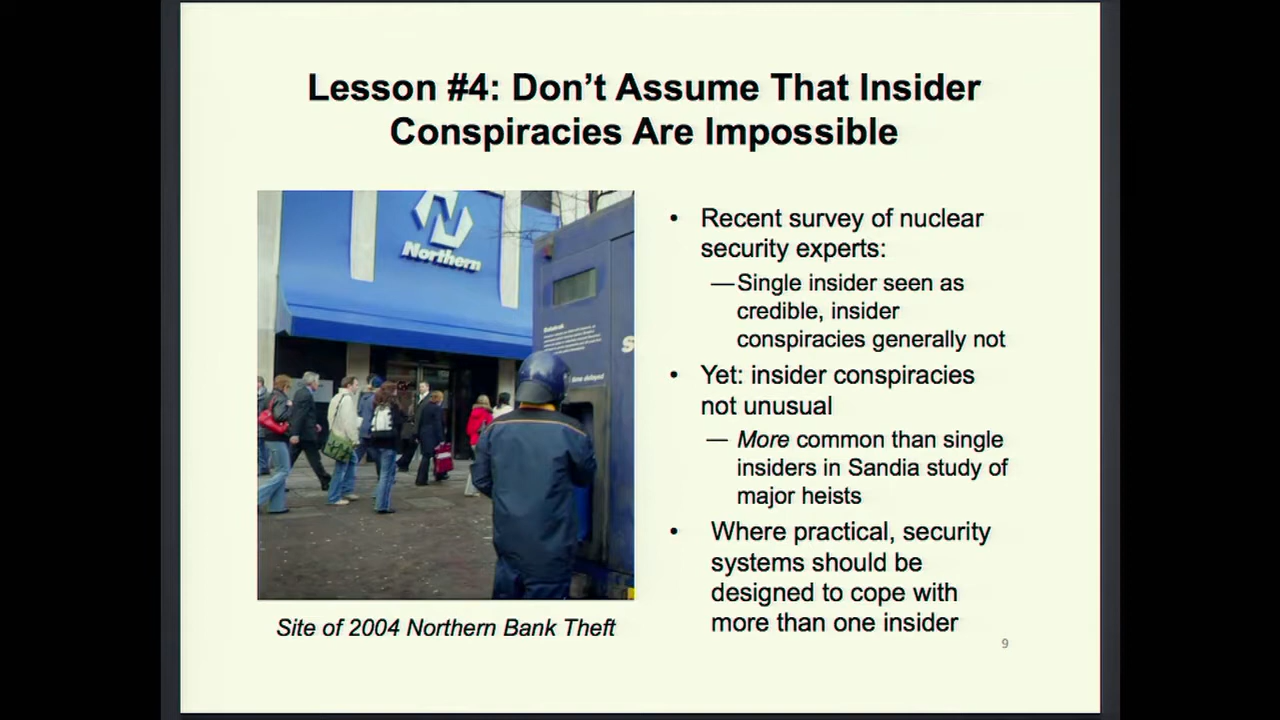 Lesson #4: Don't Assume That Insider
Conspiracies Are Impossible
Northern
• Recent survey of nuclear
security experts:
—Single insider seen as
credible, insider
conspiracies generally not
• Yet: insider conspiracies
not unusual
— More common than single
insiders in Sandia study of
major heists
• Where practical, security
systems should be
designed to cope with
more than one insider
Site of 2004 Northern Bank Theft
9